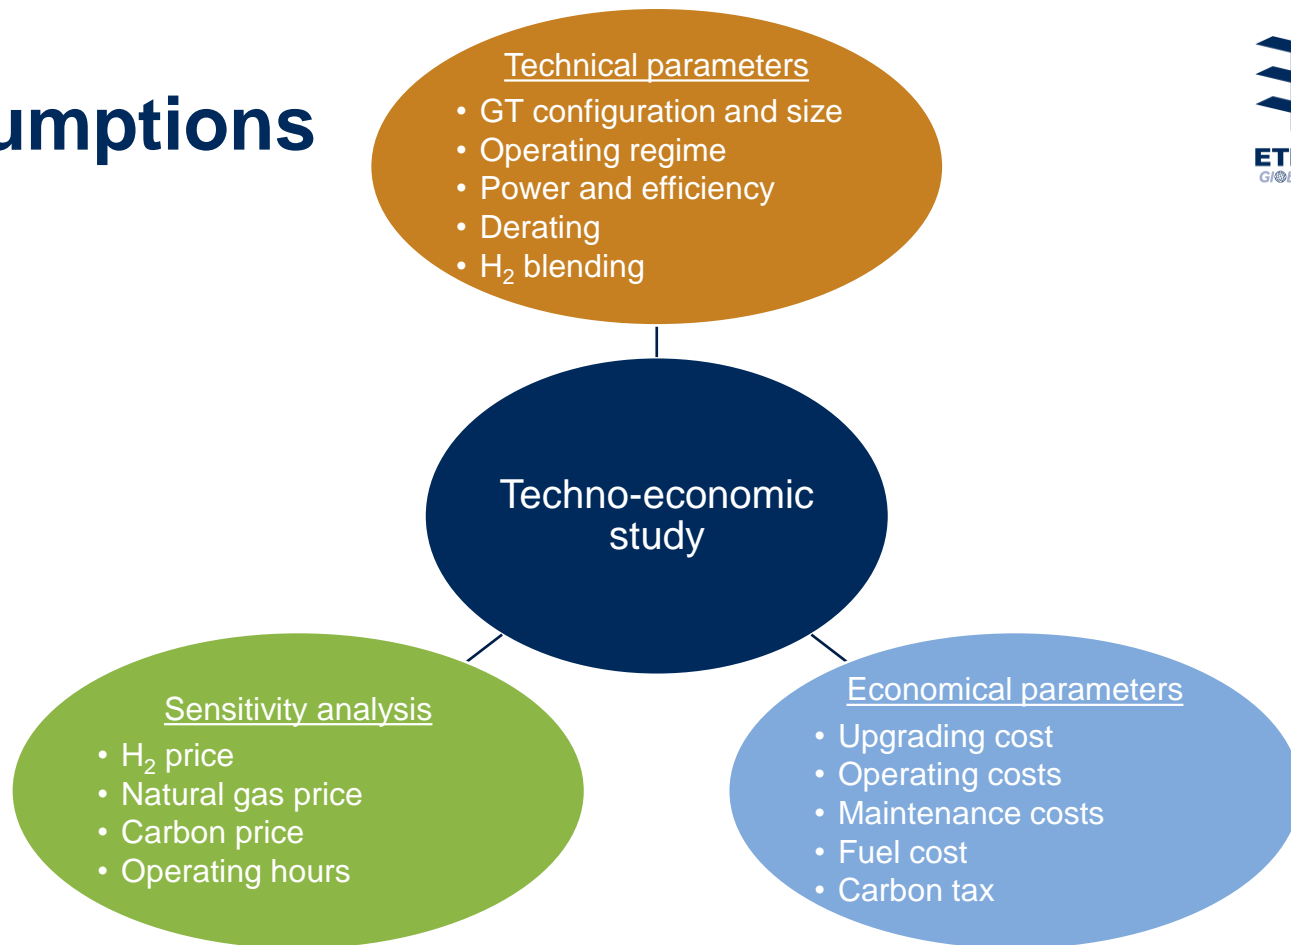 umptions
Technical parameters
• GT configuration and size
• Operating regime
• Power and efficiency
• Derating
• H₂ blending
Techno-economic
study
Sensitivity analysis
• H₂ price
• Natural gas price
• Carbon price
• Operating hours
Economical parameters
• Upgrading cost
• Operating costs
• Maintenance costs
• Fuel cost
• Carbon tax